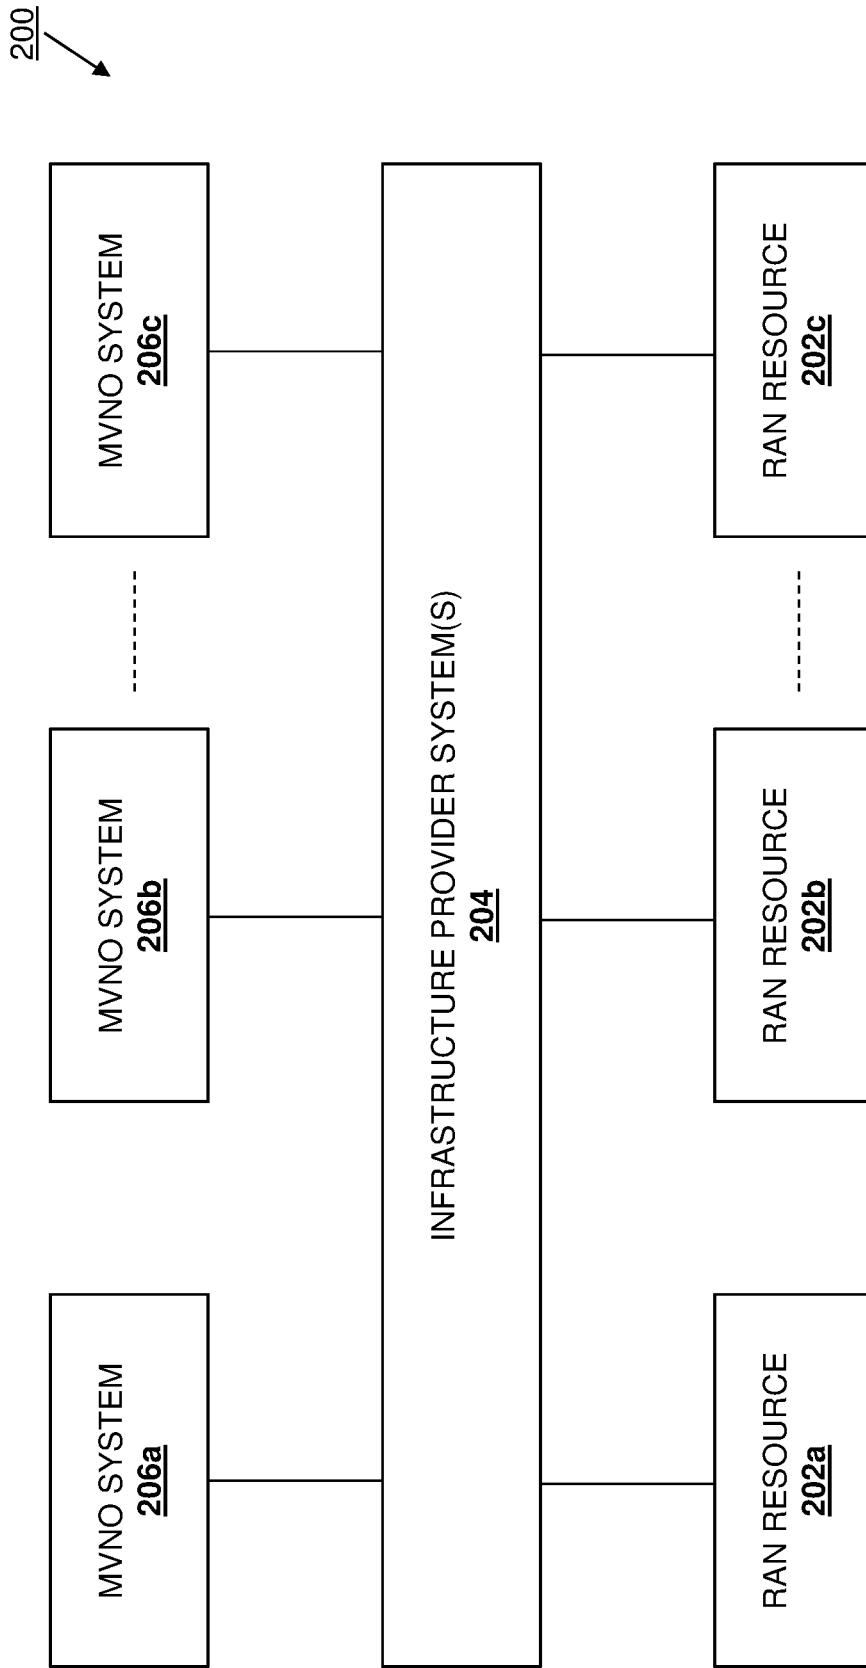 200
MVNO SYSTEM
206a
MVNO SYSTEM
206b
MVNO SYSTEM
206c
INFRASTRUCTURE PROVIDER SYSTEM(S)
204
RAN RESOURCE
202a
RAN RESOURCE
202b
RAN RESOURCE
202c